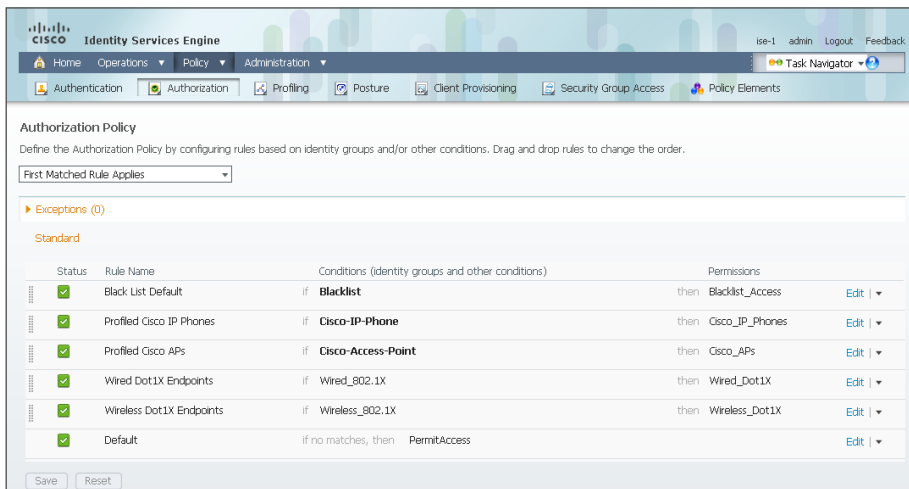 CISCO Identity Services Engine ise-1 admin Logout Feedback
Home Operations Policy Administration Task Navigator ?
Authentication Authorization Profiling Posture Client Provisioning Security Group Access Policy Elements
Authorization Policy
Define the Authorization Policy by configuring rules based on identity groups and/or other conditions. Drag and drop rules to change the order.
First Matched Rule Applies
Exceptions (0)
Standard
Status Rule Name Conditions (identity groups and other conditions) Permissions
Black List Default if Blacklist then Blacklist_Access Edit |
Profiled Cisco IP Phones if Cisco-IP-Phone then Cisco_IP_Phones Edit |
Profiled Cisco APs if Cisco-Access-Point then Cisco_APs Edit |
Wired Dot1X Endpoints if Wired_802.1X then Wired_Dot1X Edit |
Wireless Dot1X Endpoints if Wireless_802.1X then Wireless_Dot1X Edit |
Default if no matches, then PermitAccess Edit |
Save Reset